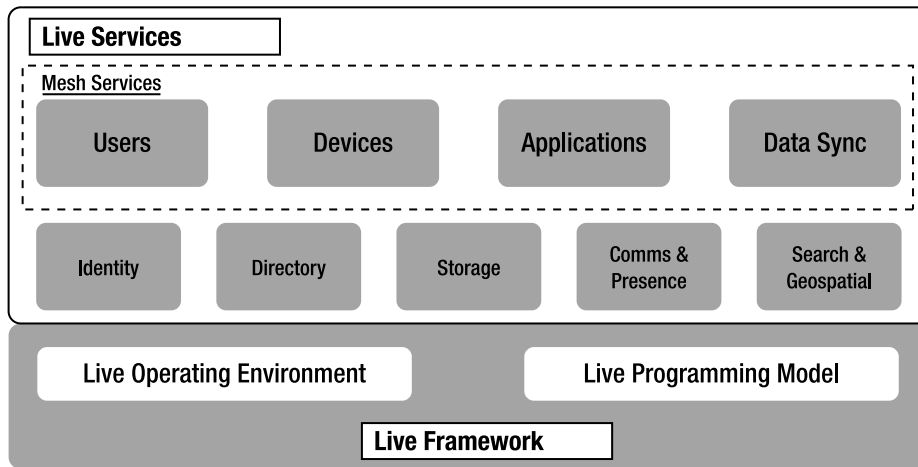 Live Services
Mesh Services
Users
Devices
Applications
Data Sync
Identity
Directory
Storage
Comms &
Presence
Search &
Geospatial
Live Operating Environment
Live Programming Model
Live Framework